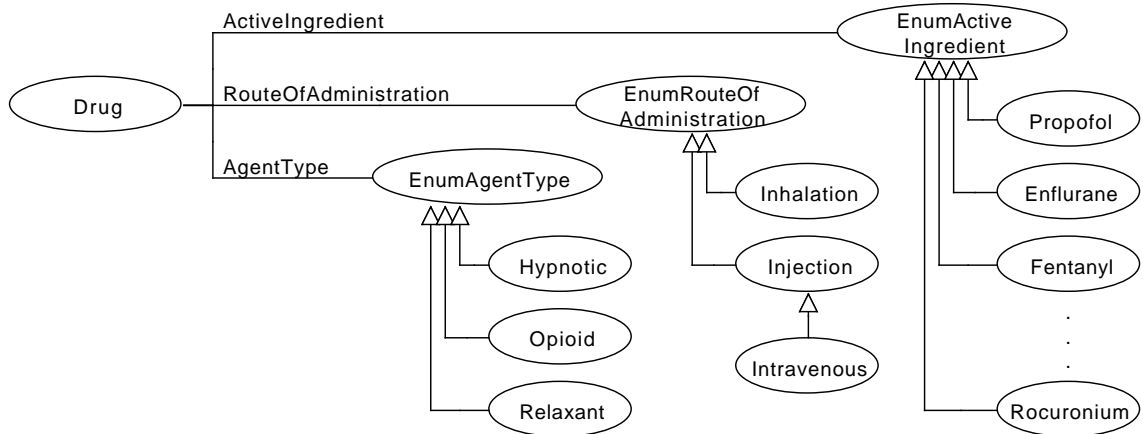 ActiveIngredient
EnumActive
Ingredient
Drug
RouteOfAdministration
EnumRouteOf
Administration
Propofol
AgentType
EnumAgentType
Inhalation
Enflurane
Hypnotic
Injection
Fentanyl
.
.
.
Opioid
Intravenous
Relaxant
Rocuronium